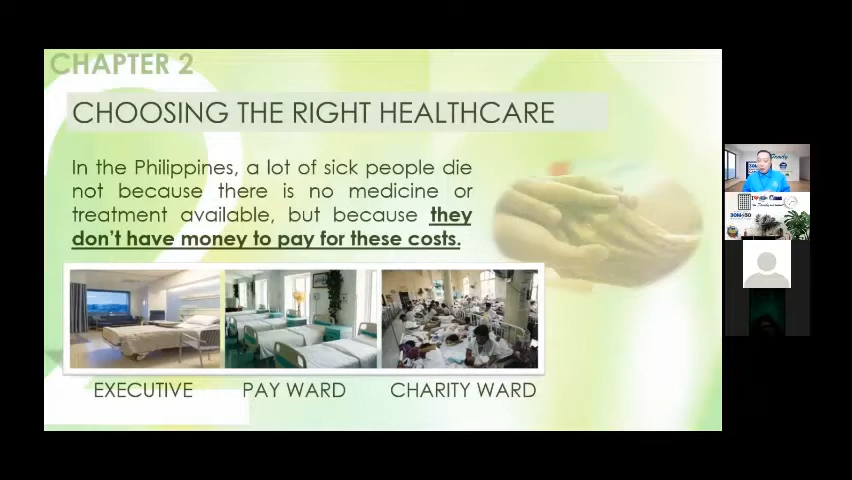 CHAPTER 2
CHOOSING THE RIGHT HEALTHCARE
In the Philippines, a lot of sick people die
not because there is no medicine or
treatment available, but because they
don't have money to pay for these costs.
EXECUTIVE
PAY WARD
CHARITY WARD